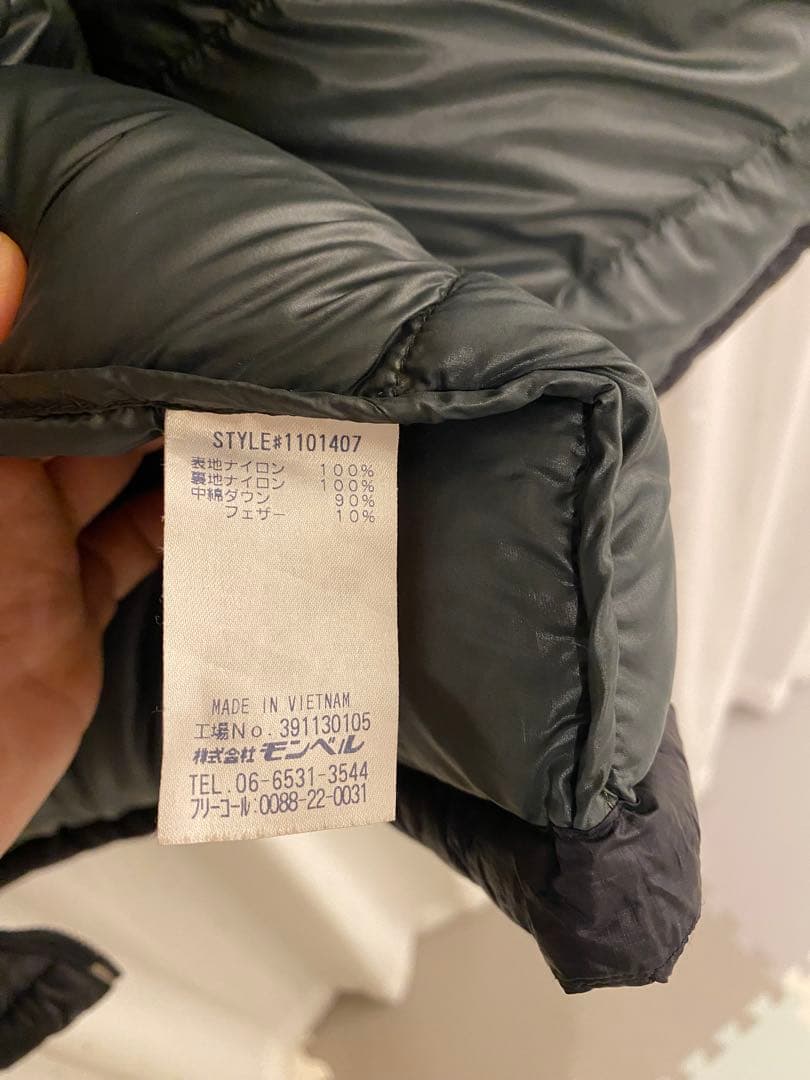 STYLE#1101407
表地ナイロン 100%
裏地ナイロン 100%
中綿ダウン 90%
フェザー 10%
MADE IN VIETNAM
工場No. 391130105
株式会社 モンベル
TEL.06-6531-3544
フリーコール:0088-22-0031